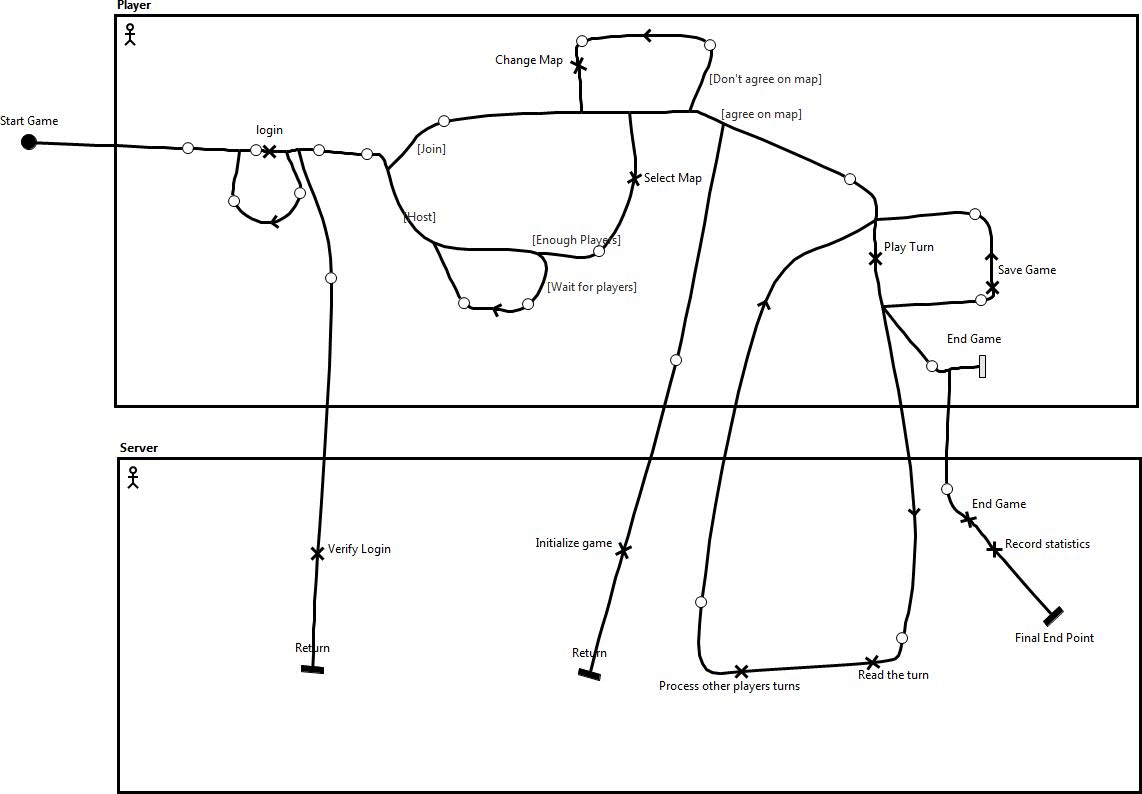 Player
Start Game
login
Change Map
[Don't agree on map]
[agree on map]
[Join]
Select Map
[Host]
[Enough Players]
[Wait for players]
Play Turn
Save Game
End Game
Server
End Game
Verify Login
Initialize game
Record statistics
Return
Return
Final End Point
Process other players turns
Read the turn